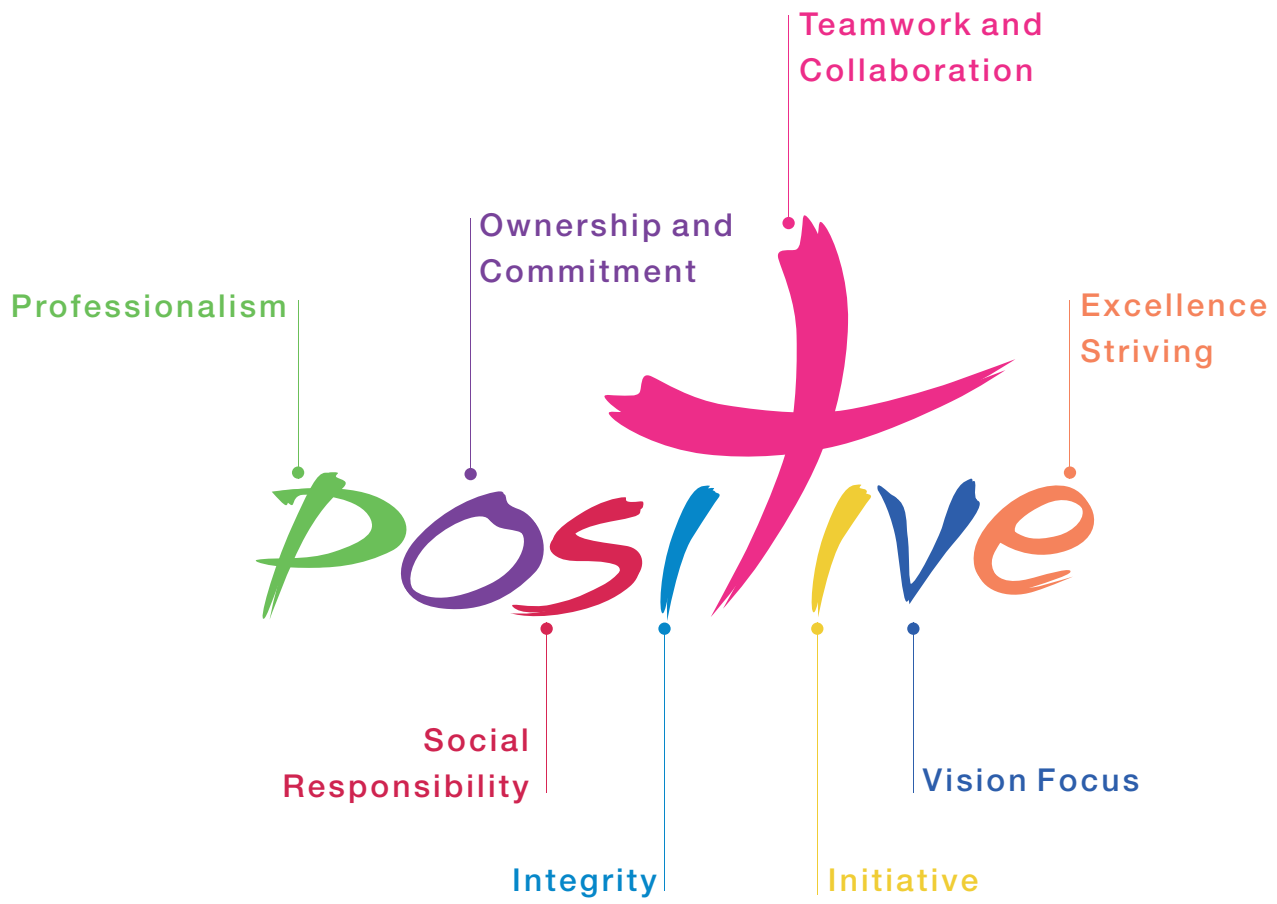 Teamwork and
Collaboration
Ownership and
Commitment
Professionalism
Excellence
Striving
positive
Social
Responsibility
Vision Focus
Integrity
Initiative